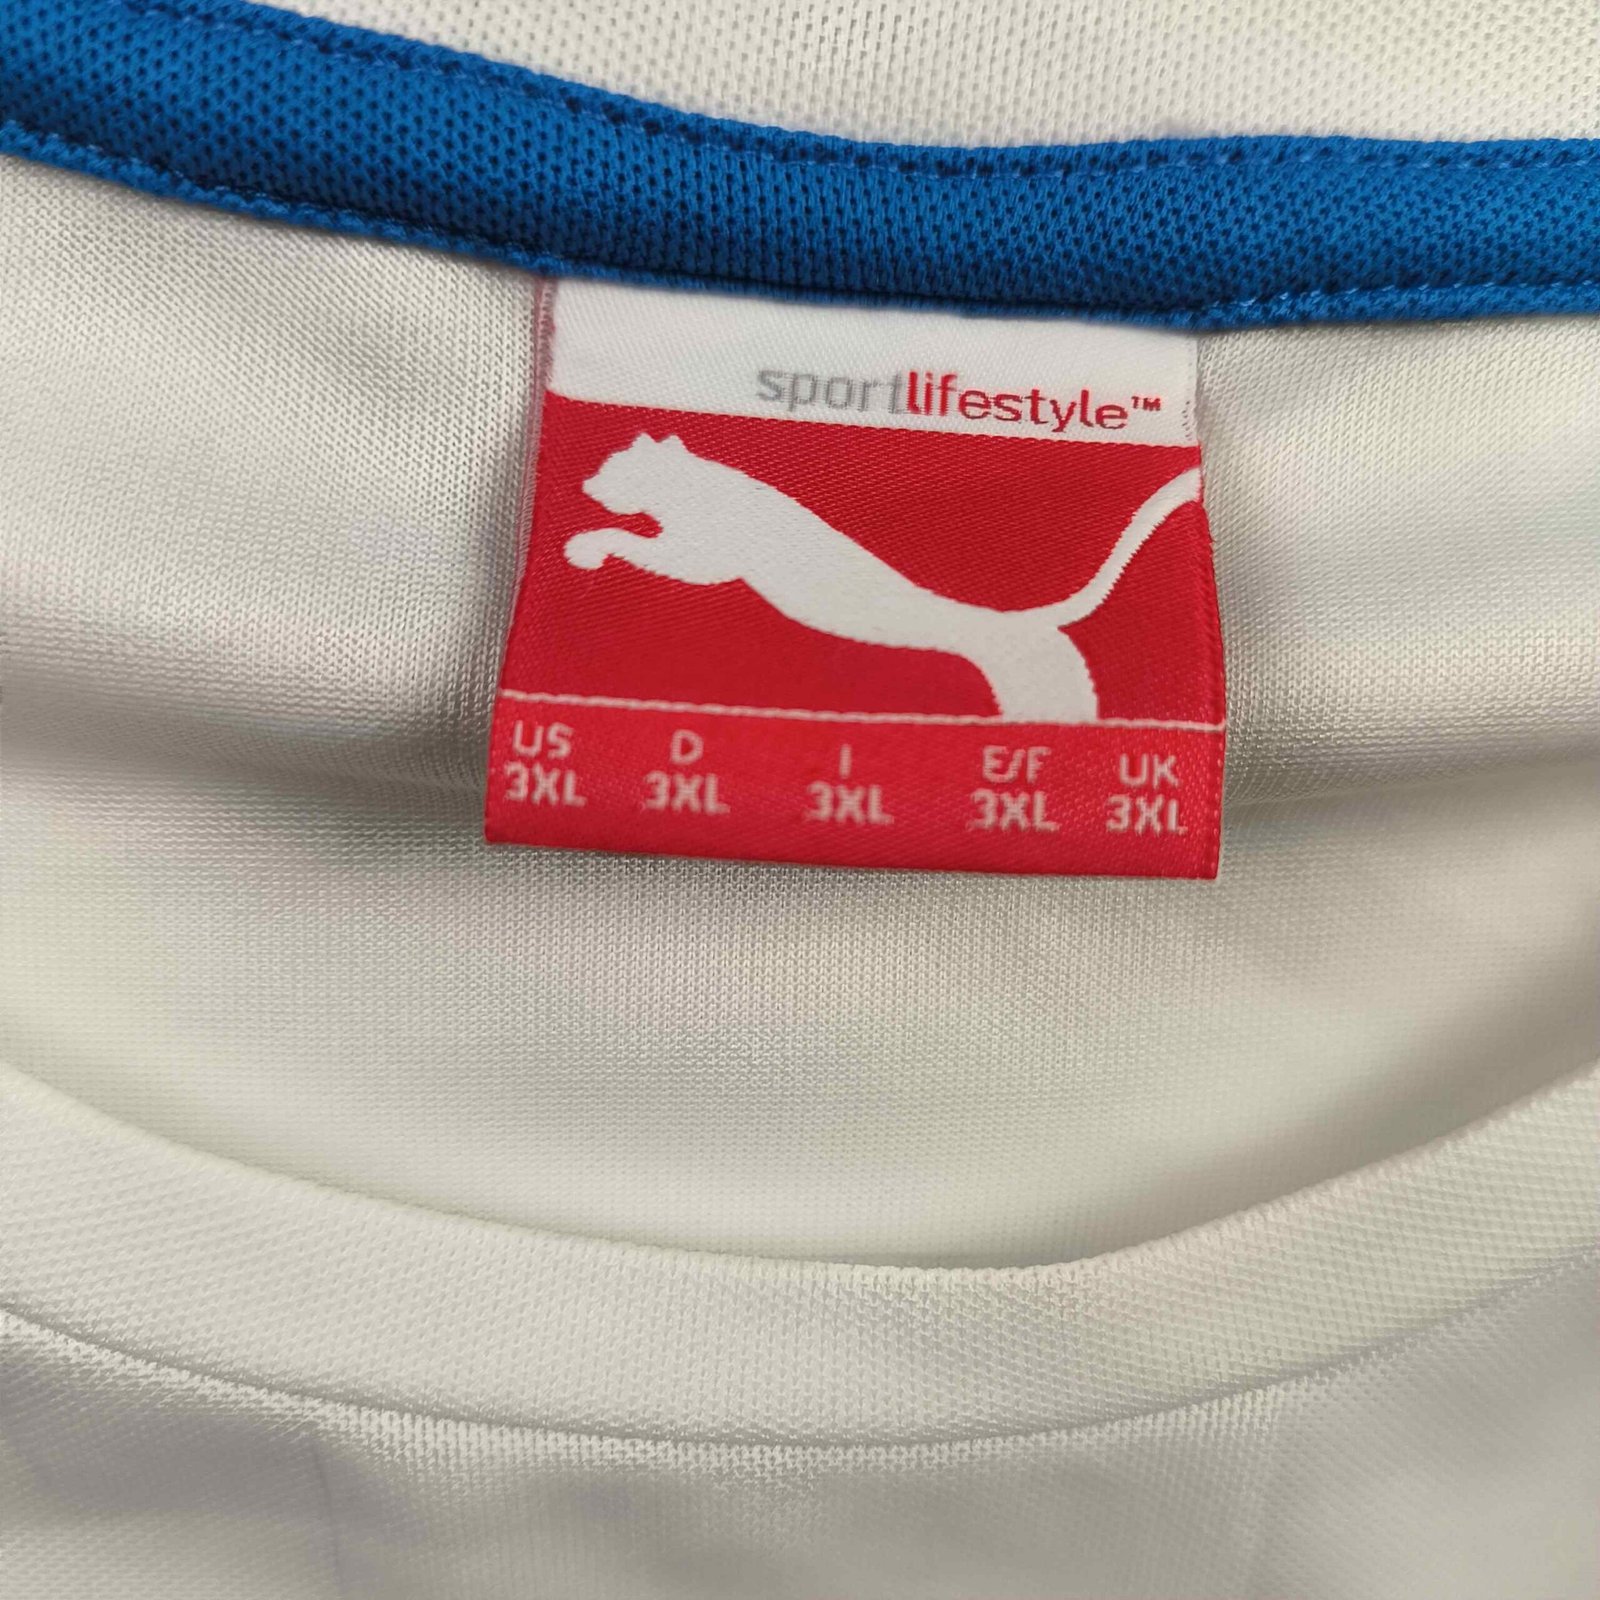 sportlifestyle™
US D I E/F UK
3XL 3XL 3XL 3XL 3XL